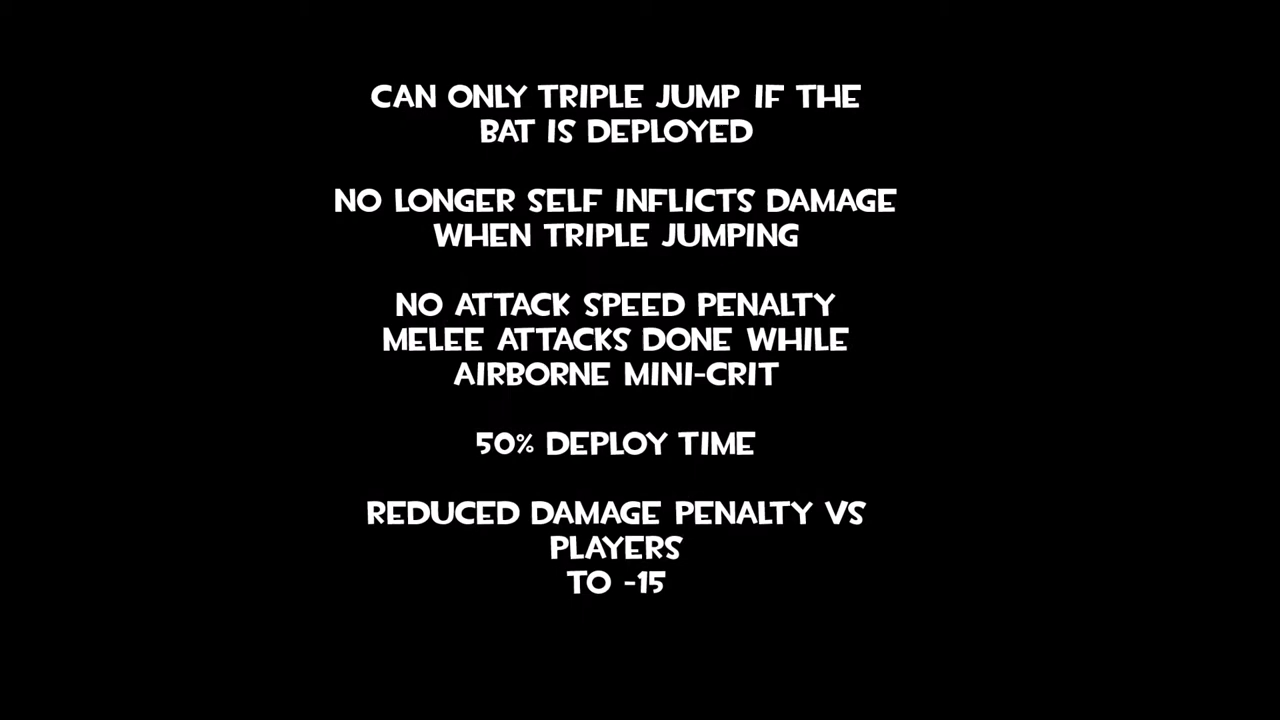 CAN ONLY TRIPLE JUMP IF THE
BAT IS DEPLOYED
NO LONGER SELF INFLICTS DAMAGE
WHEN TRIPLE JUMPING
NO ATTACK SPEED PENALTY
MELEE ATTACKS DONE WHILE
AIRBORNE MINI-CRIT
50% DEPLOY TIME
REDUCED DAMAGE PENALTY VS
PLAYERS
TO -15